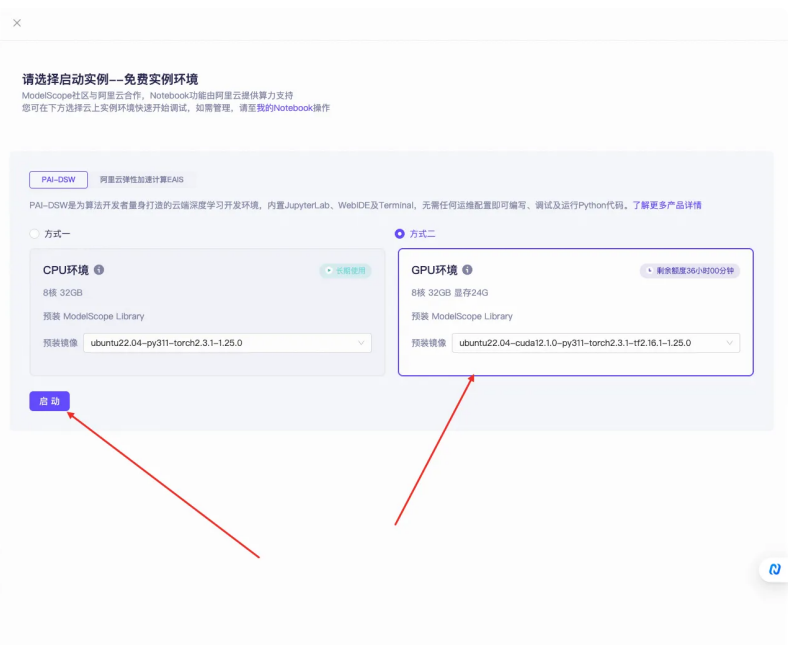 请选择启动实例--免费实例环境
ModelScope社区与阿里云合作，Notebook功能由阿里云提供算力支持
您可在下方选择云上实例环境快速开始调试，如需管理，请至我的Notebook操作
PAI-DSW 阿里云弹性加速计算EAIS
PAI-DSW是为算法开发者量身打造的云端深度学习开发环境，内置JupyterLab、WebIDE及Terminal，无需任何运维配置即可编写、调试及运行Python代码。了解更多产品详情
方式一
方式二
CPU环境 长期使用
8核 32GB
预装 ModelScope Library
预装镜像 ubuntu22.04-py311-torch2.3.1-1.25.0
GPU环境 剩余额度36小时00分钟
8核 32GB 显存24G
预装 ModelScope Library
预装镜像 ubuntu22.04-cuda12.1.0-py311-torch2.3.1-tf2.16.1-1.25.0
启动